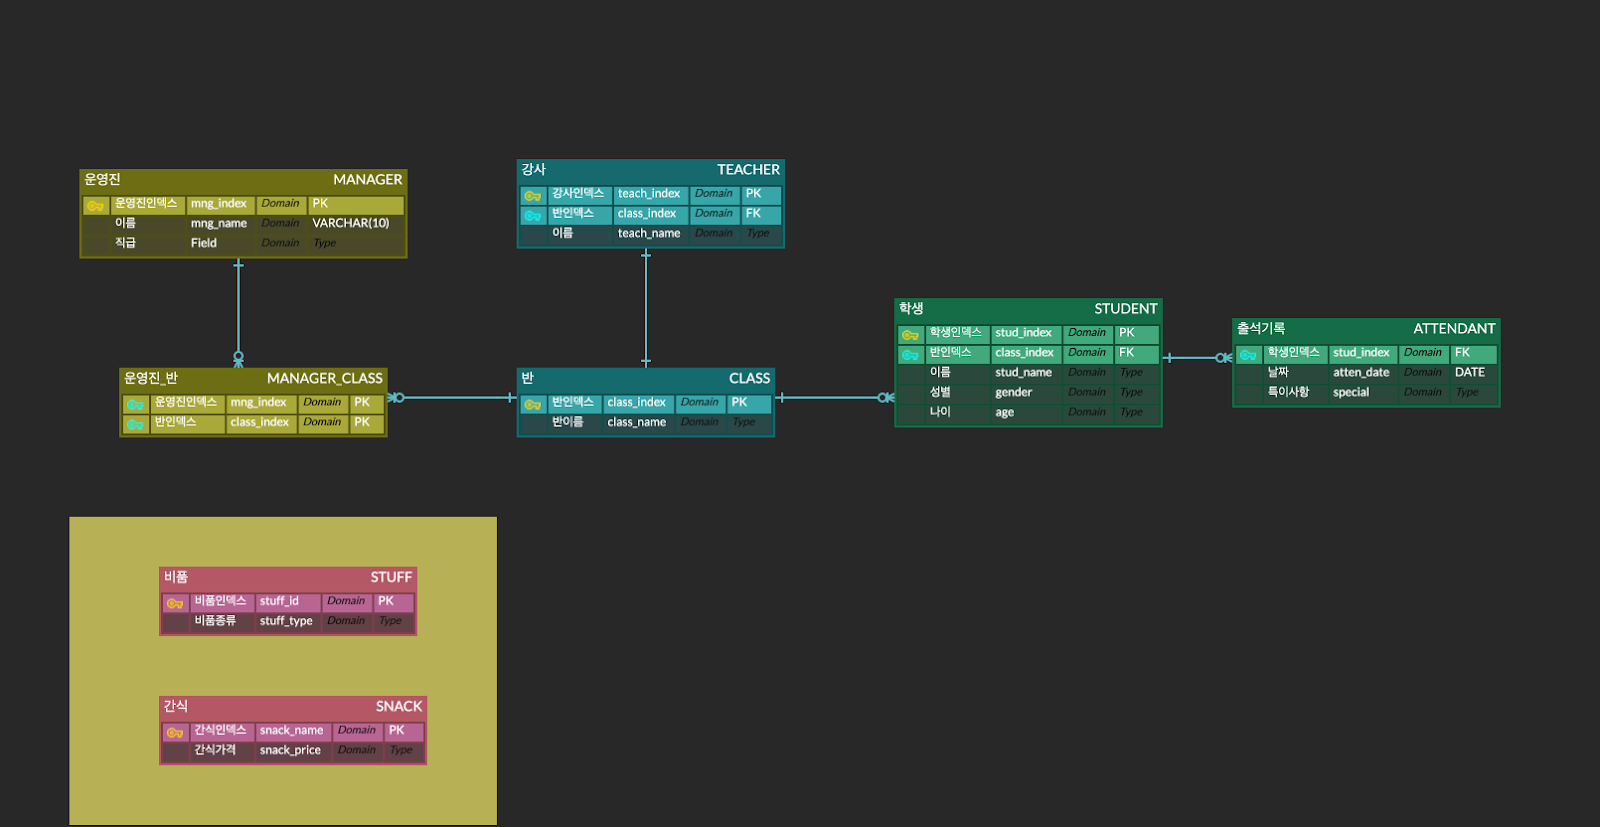 운영진 MANAGER
운영진인덱스 mng_index Domain PK
이름 mng_name Domain VARCHAR(10)
직급 Field Domain Type
강사 TEACHER
강사인덱스 teach_index Domain PK
반인덱스 class_index Domain FK
이름 teach_name Domain Type
운영진_반 MANAGER_CLASS
운영진인덱스 mng_index Domain PK
반인덱스 class_index Domain PK
반 CLASS
반인덱스 class_index Domain PK
반이름 class_name Domain Type
학생 STUDENT
학생인덱스 stud_index Domain PK
반인덱스 class_index Domain FK
이름 stud_name Domain Type
성별 gender Domain Type
나이 age Domain Type
출석기록 ATTENDANT
학생인덱스 stud_index Domain FK
날짜 atten_date Domain DATE
특이사항 special Domain Type
비품 STUFF
비품인덱스 stuff_id Domain PK
비품종류 stuff_type Domain Type
간식 SNACK
간식인덱스 snack_name Domain PK
간식가격 snack_price Domain Type